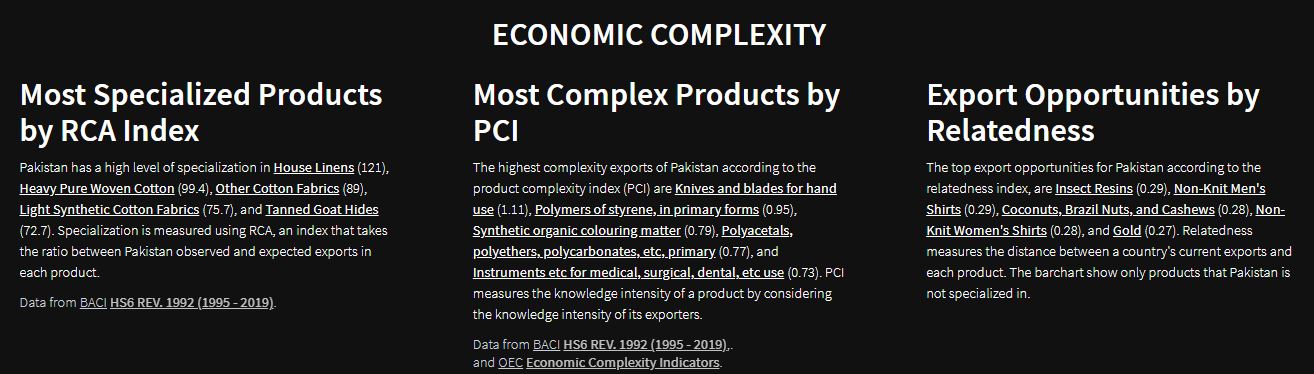 ECONOMIC COMPLEXITY
Most Specialized Products
by RCA Index
Pakistan has a high level of specialization in House Linens (121),
Heavy Pure Woven Cotton (99.4), Other Cotton Fabrics (89),
Light Synthetic Cotton Fabrics (75.7), and Tanned Goat Hides
(72.7). Specialization is measured using RCA, an index that takes
the ratio between Pakistan observed and expected exports in
each product.
Data from BACI HS6 REV. 1992 (1995 - 2019).
Most Complex Products by
PCI
The highest complexity exports of Pakistan according to the
product complexity index (PCI) are Knives and blades for hand
use (1.11), Polymers of styrene, in primary forms (0.95),
Synthetic organic colouring matter (0.79), Polyacetals,
polyethers, polycarbonates, etc, primary (0.77), and
Instruments etc for medical, surgical, dental, etc use (0.73). PCI
measures the knowledge intensity of a product by considering
the knowledge intensity of its exporters.
Data from BACI HS6 REV. 1992 (1995 - 2019),.
and OEC Economic Complexity Indicators.
Export Opportunities by
Relatedness
The top export opportunities for Pakistan according to the
relatedness index, are Insect Resins (0.29), Non-Knit Men's
Shirts (0.29), Coconuts, Brazil Nuts, and Cashews (0.28), Non-
Knit Women's Shirts (0.28), and Gold (0.27). Relatedness
measures the distance between a country's current exports and
each product. The barchart show only products that Pakistan is
not specialized in.